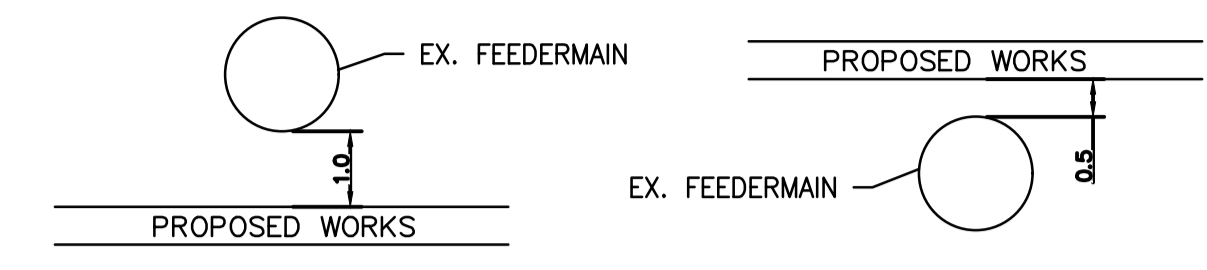 EX. FEEDERMAIN
1.0
PROPOSED WORKS
PROPOSED WORKS
0.5
EX. FEEDERMAIN